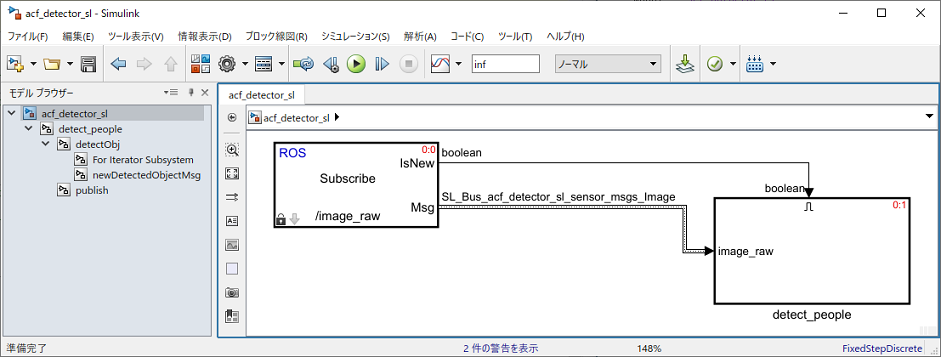 acf_detector_sl - Simulink
ファイル(F) 編集(E) ツール表示(V) 情報表示(D) ブロック線図(R) シミュレーション(S) 解析(A) コード(C) ツール(T) ヘルプ(H)
inf ノーマル
モデル ブラウザー
acf_detector_sl
detect_people
detectObj
For Iterator Subsystem
newDetectedObjectMsg
publish
acf_detector_sl
acf_detector_sl
ROS
0:0
IsNew
Subscribe
Msg
/image_raw
boolean
SL_Bus_acf_detector_sl_sensor_msgs_Image
boolean
0:1
image_raw
detect_people
準備完了 2 件の警告を表示 148% FixedStepDiscrete